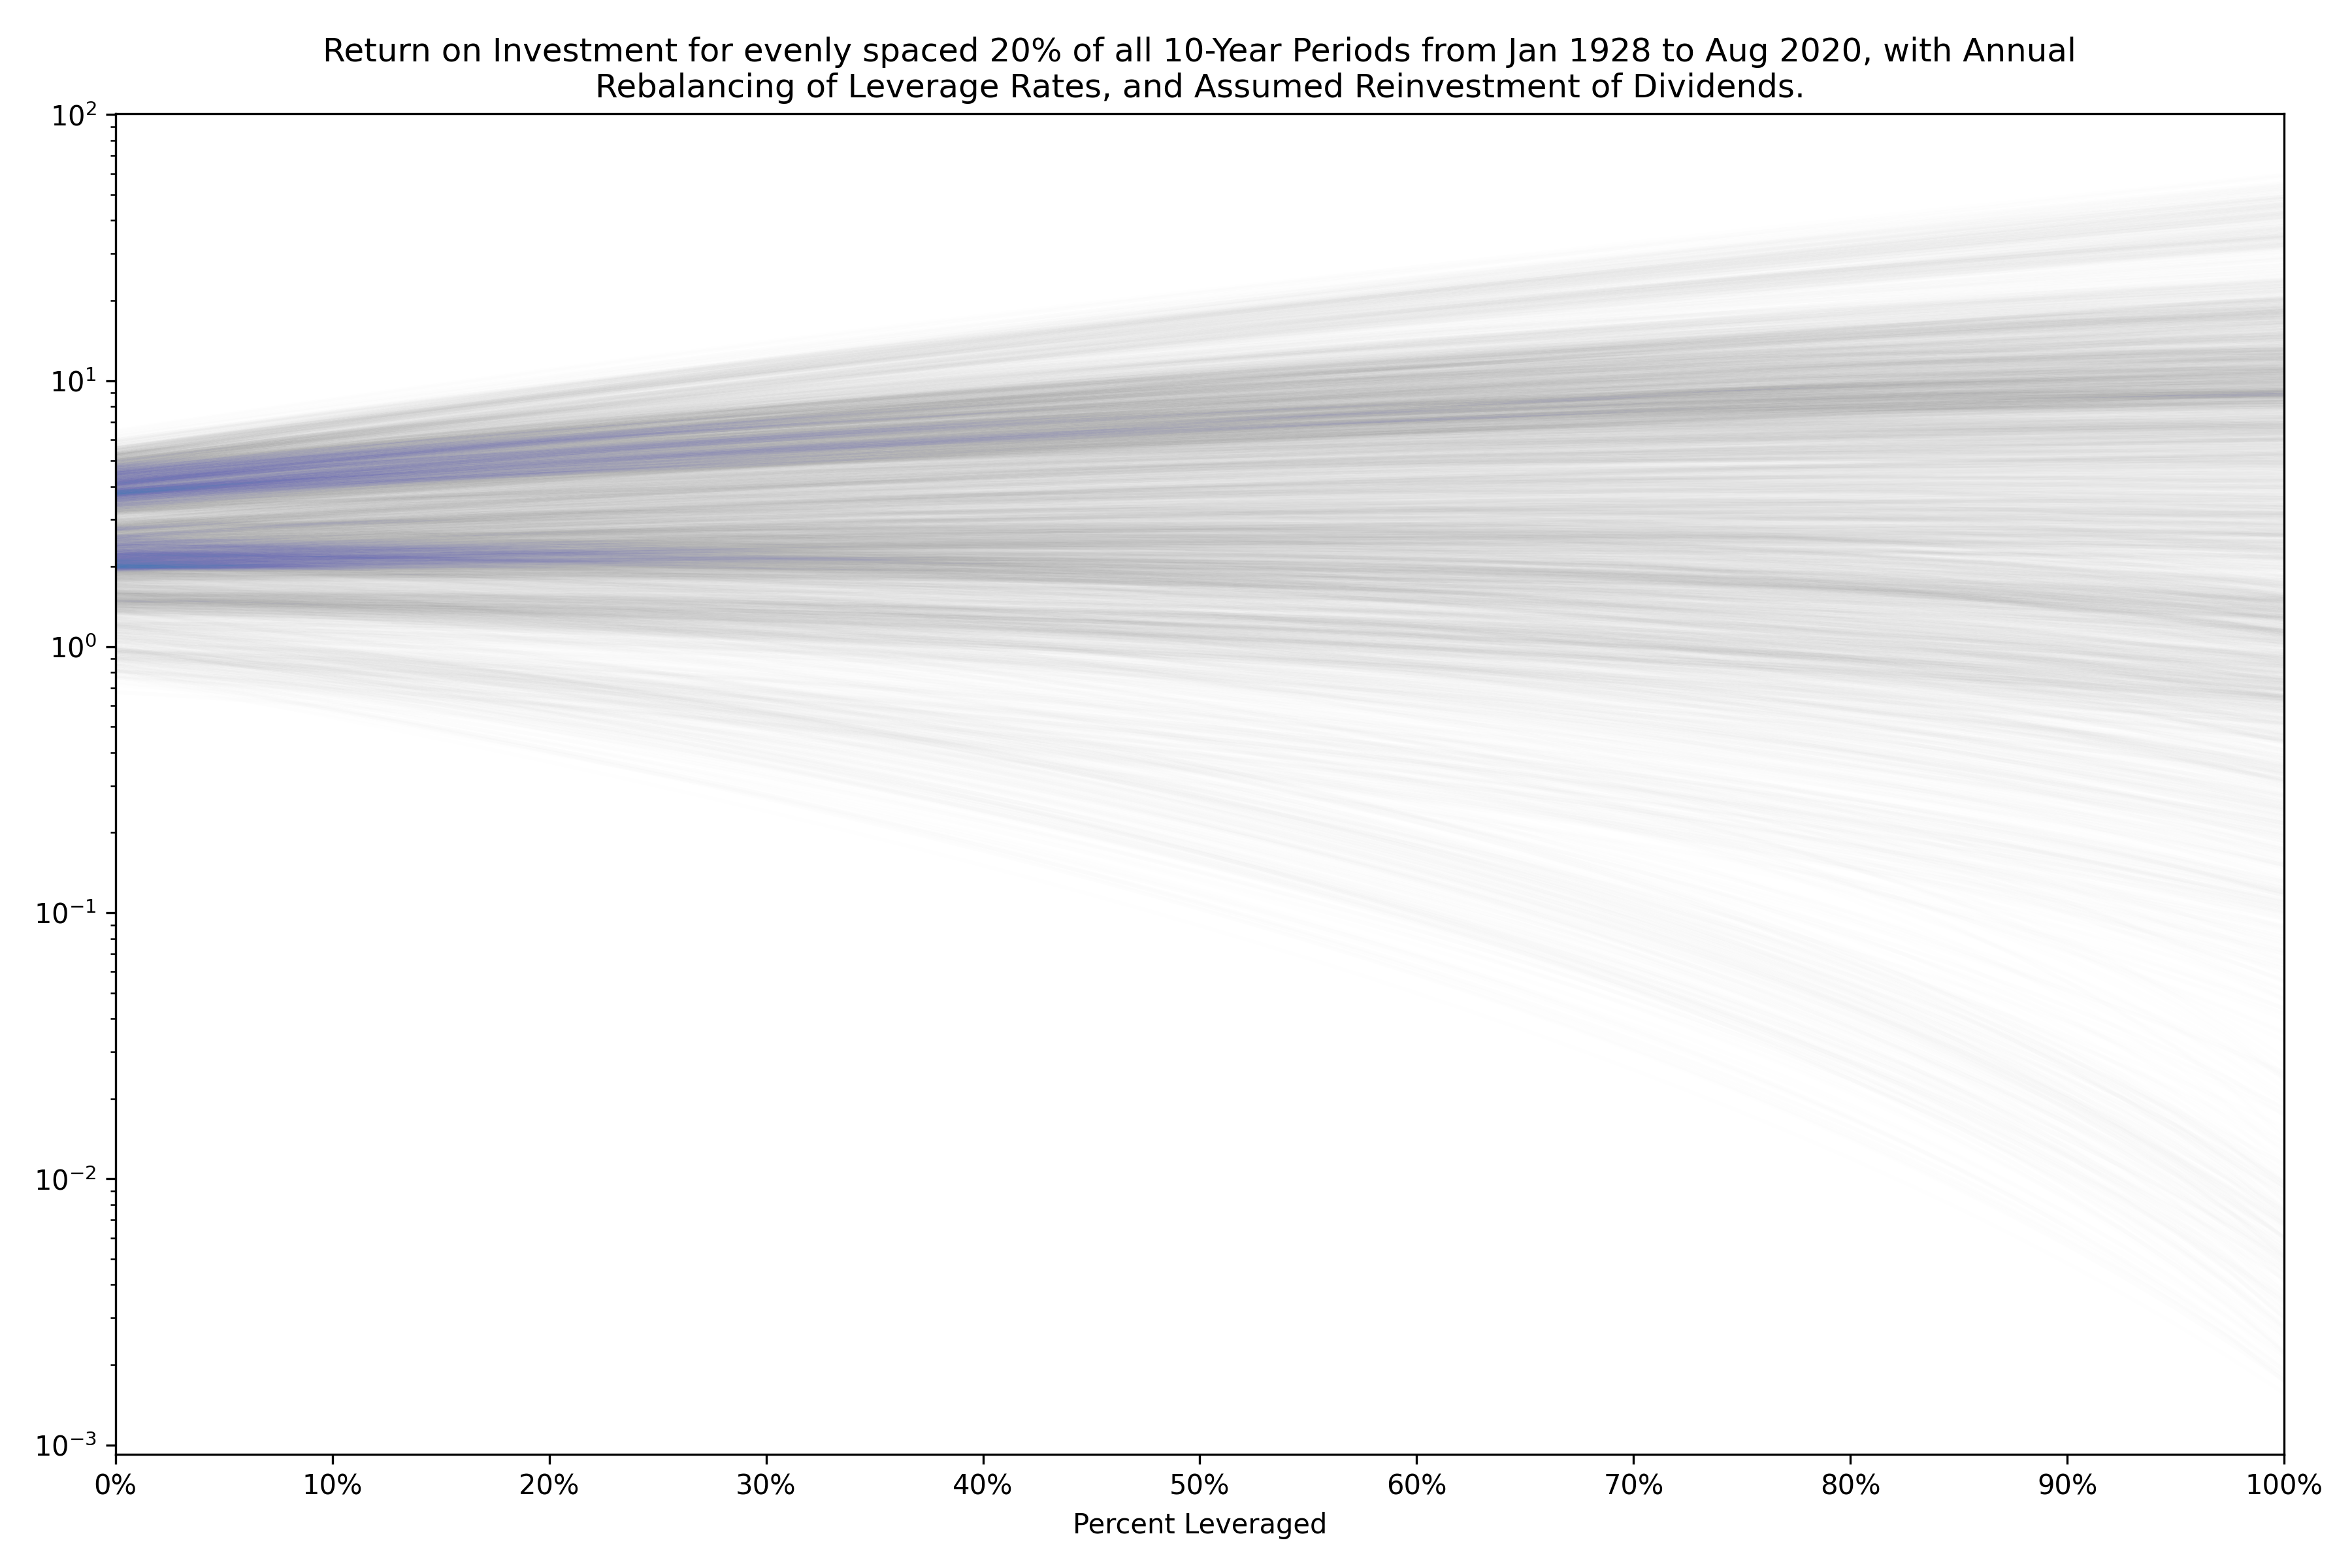 Return on Investment for evenly spaced 20% of all 10-Year Periods from Jan 1928 to Aug 2020, with Annual
Rebalancing of Leverage Rates, and Assumed Reinvestment of Dividends.
10²
10¹
10⁰
10⁻¹
10⁻²
10⁻³
0% 10% 20% 30% 40% 50% 60% 70% 80% 90% 100%
Percent Leveraged